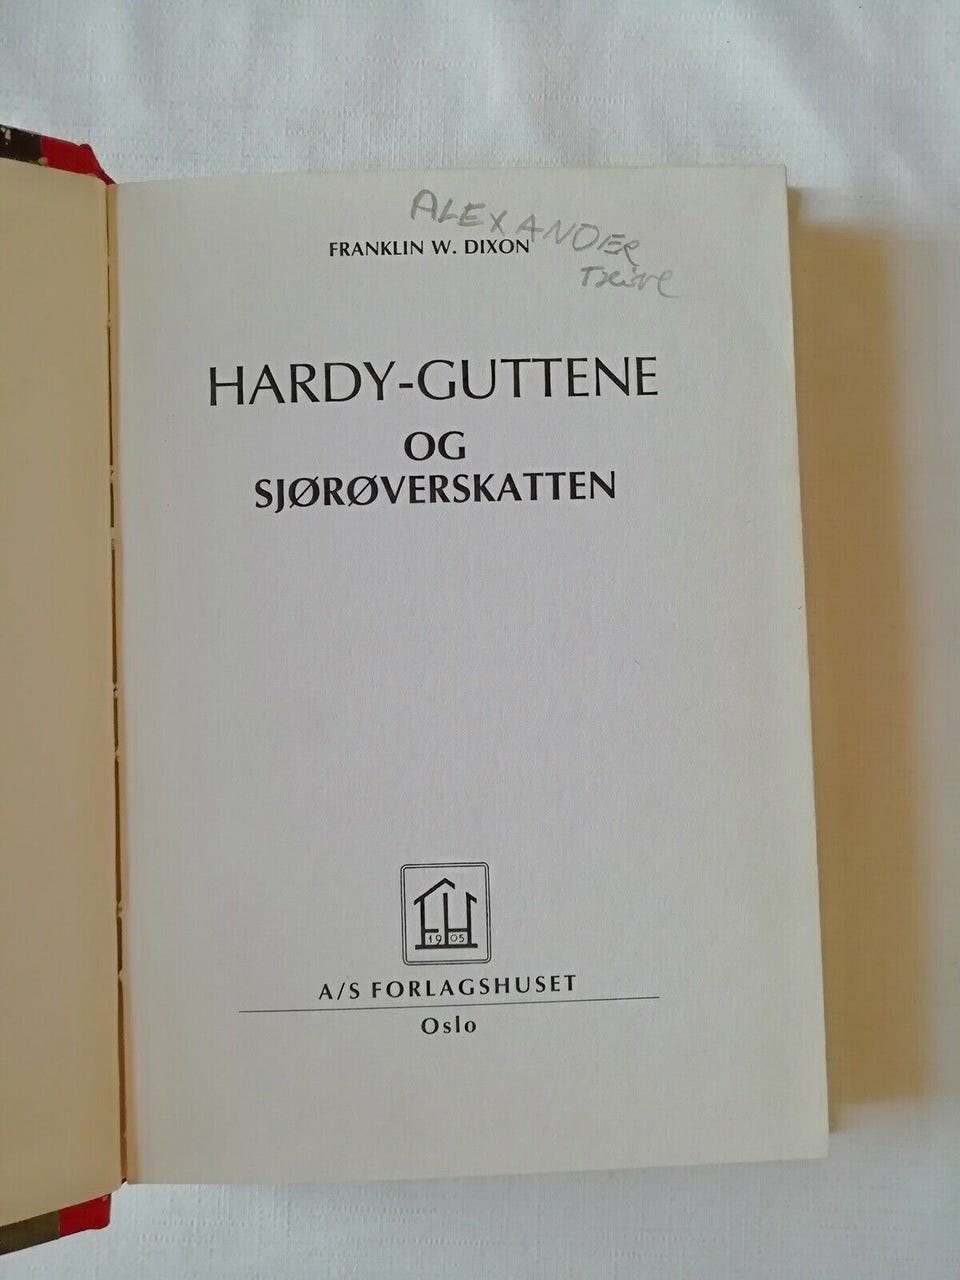 ALEXANDER
FRANKLIN W. DIXON
HARDY-GUTTENE
OG
SJØRØVERSKATTEN
1905
A/S FORLAGSHUSET
Oslo